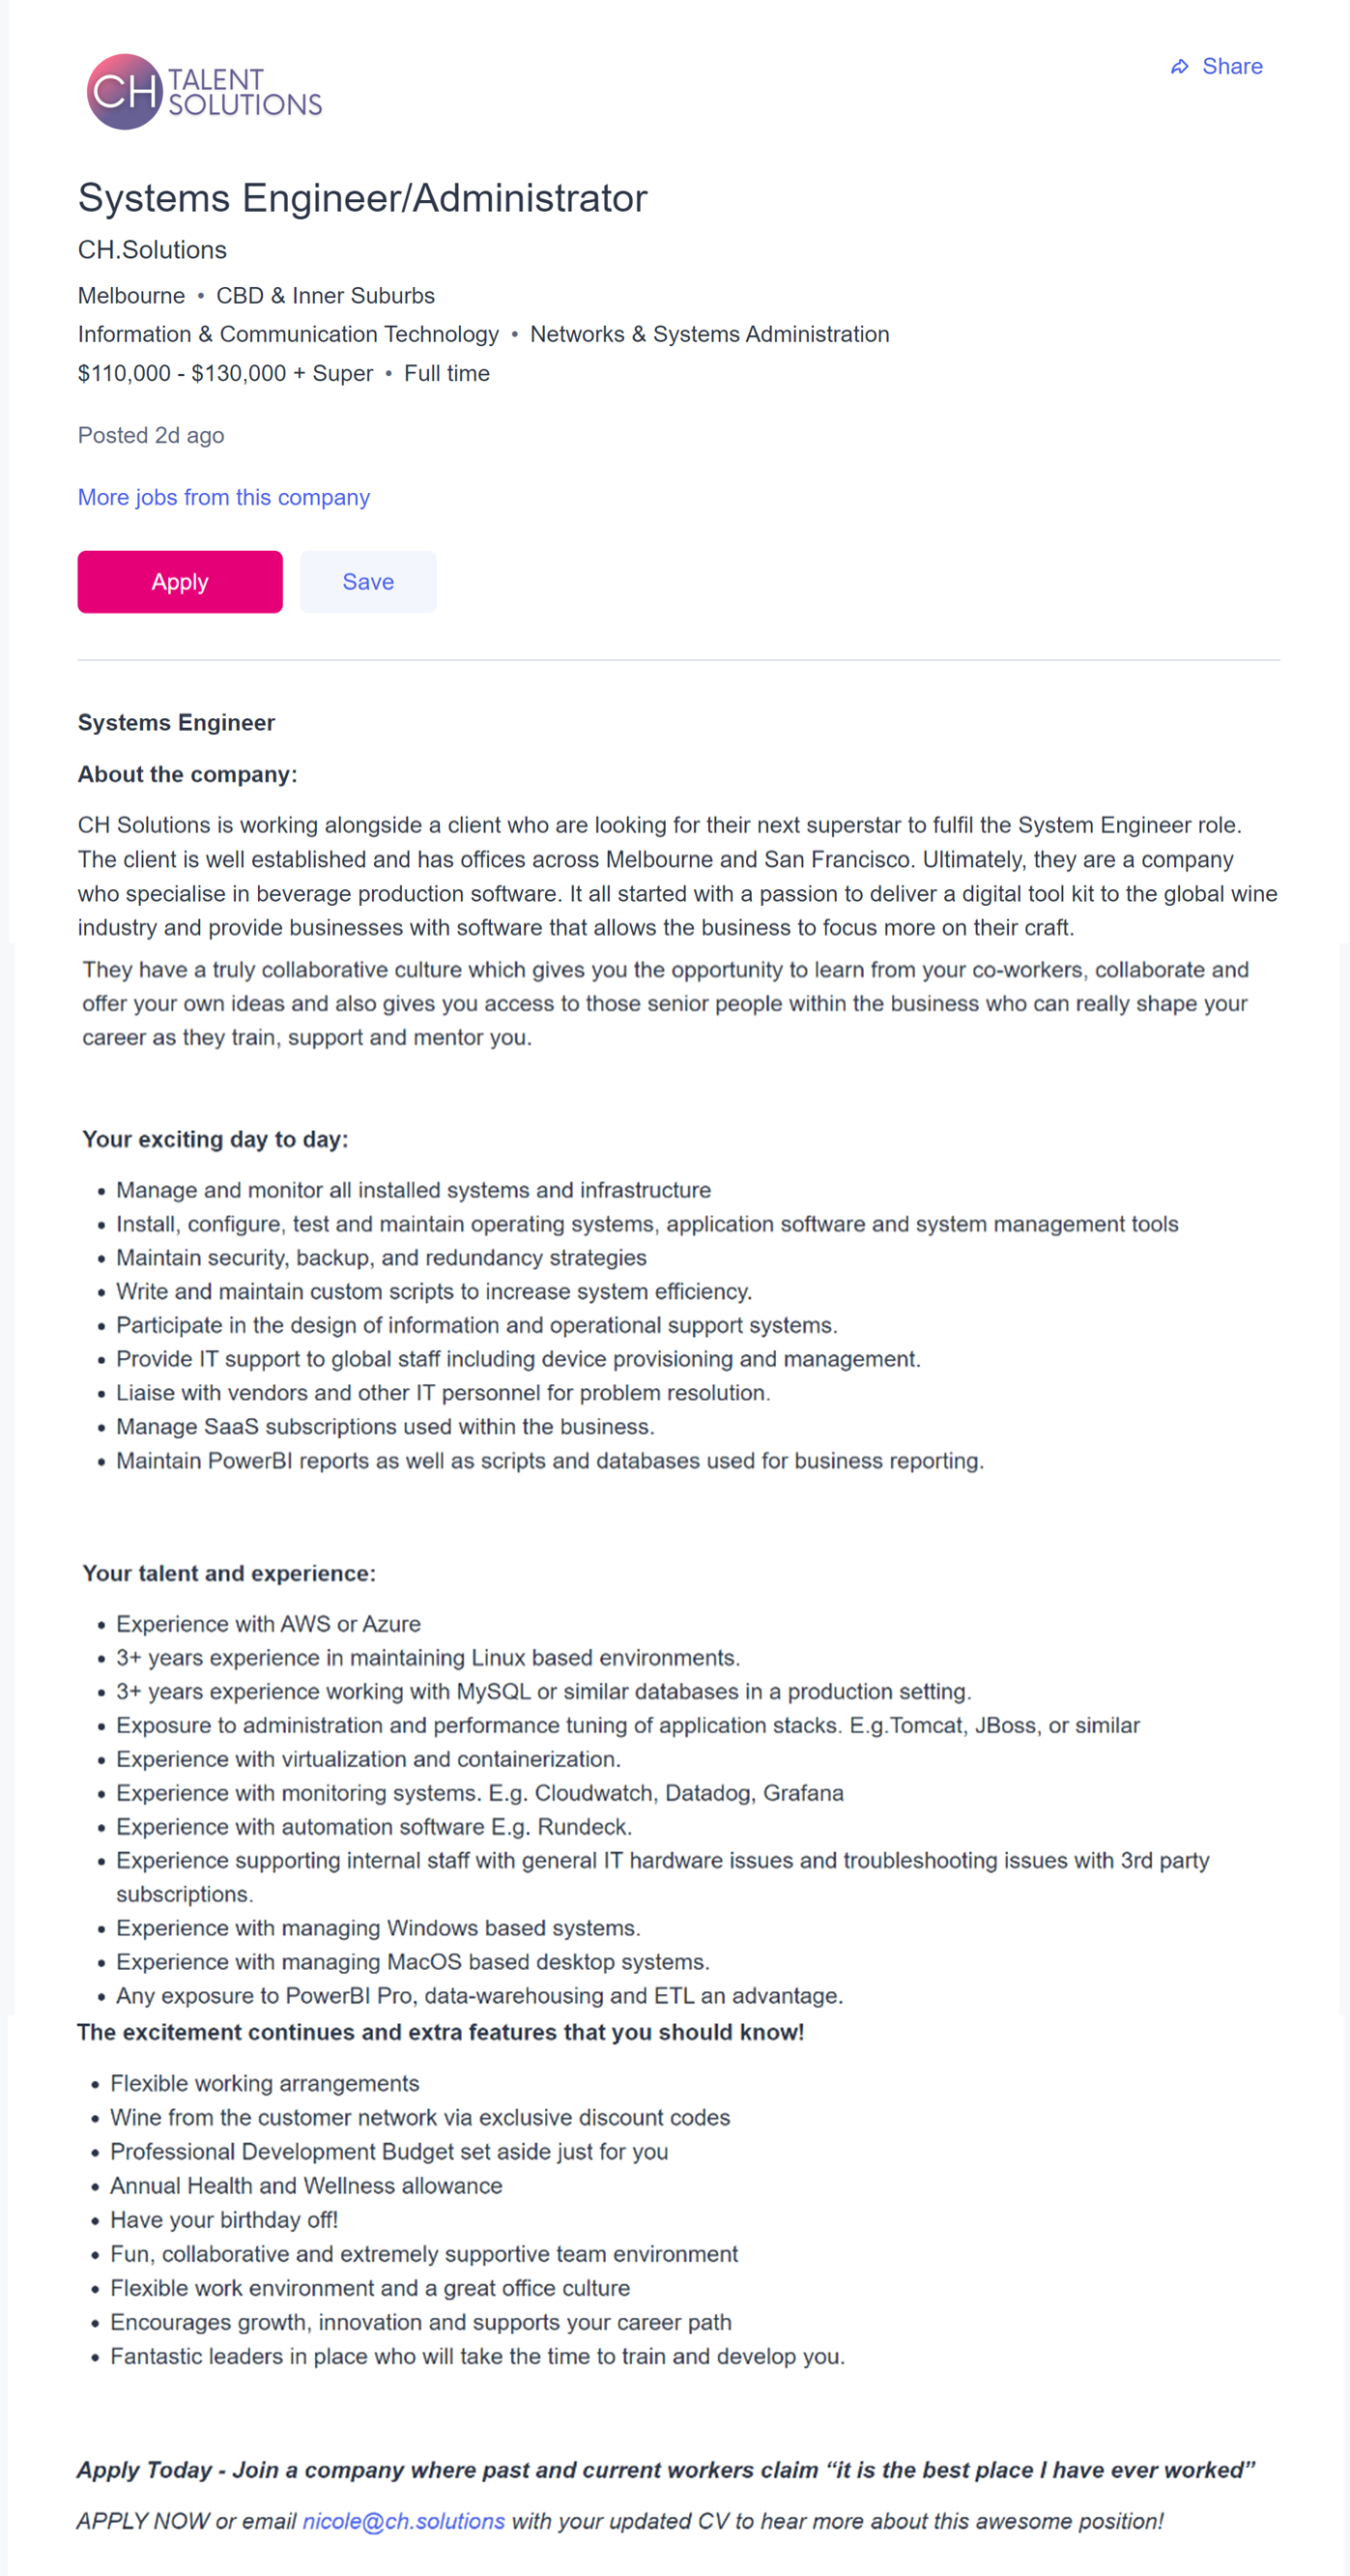 CH TALENT
SOLUTIONS
Share
Systems Engineer/Administrator
CH.Solutions
Melbourne • CBD & Inner Suburbs
Information & Communication Technology • Networks & Systems Administration
$110,000 - $130,000 + Super • Full time
Posted 2d ago
More jobs from this company
Apply Save
Systems Engineer
About the company:
CH Solutions is working alongside a client who are looking for their next superstar to fulfil the System Engineer role.
The client is well established and has offices across Melbourne and San Francisco. Ultimately, they are a company
who specialise in beverage production software. It all started with a passion to deliver a digital tool kit to the global wine
industry and provide businesses with software that allows the business to focus more on their craft.
They have a truly collaborative culture which gives you the opportunity to learn from your co-workers, collaborate and
offer your own ideas and also gives you access to those senior people within the business who can really shape your
career as they train, support and mentor you.
Your exciting day to day:
• Manage and monitor all installed systems and infrastructure
• Install, configure, test and maintain operating systems, application software and system management tools
• Maintain security, backup, and redundancy strategies
• Write and maintain custom scripts to increase system efficiency.
• Participate in the design of information and operational support systems.
• Provide IT support to global staff including device provisioning and management.
• Liaise with vendors and other IT personnel for problem resolution.
• Manage SaaS subscriptions used within the business.
• Maintain PowerBI reports as well as scripts and databases used for business reporting.
Your talent and experience:
• Experience with AWS or Azure
• 3+ years experience in maintaining Linux based environments.
• 3+ years experience working with MySQL or similar databases in a production setting.
• Exposure to administration and performance tuning of application stacks. E.g.Tomcat, JBoss, or similar
• Experience with virtualization and containerization.
• Experience with monitoring systems. E.g. Cloudwatch, Datadog, Grafana
• Experience with automation software E.g. Rundeck.
• Experience supporting internal staff with general IT hardware issues and troubleshooting issues with 3rd party
subscriptions.
• Experience with managing Windows based systems.
• Experience with managing MacOS based desktop systems.
• Any exposure to PowerBI Pro, data-warehousing and ETL an advantage.
The excitement continues and extra features that you should know!
• Flexible working arrangements
• Wine from the customer network via exclusive discount codes
• Professional Development Budget set aside just for you
• Annual Health and Wellness allowance
• Have your birthday off!
• Fun, collaborative and extremely supportive team environment
• Flexible work environment and a great office culture
• Encourages growth, innovation and supports your career path
• Fantastic leaders in place who will take the time to train and develop you.
Apply Today - Join a company where past and current workers claim “it is the best place I have ever worked”
APPLY NOW or email nicole@ch.solutions with your updated CV to hear more about this awesome position!